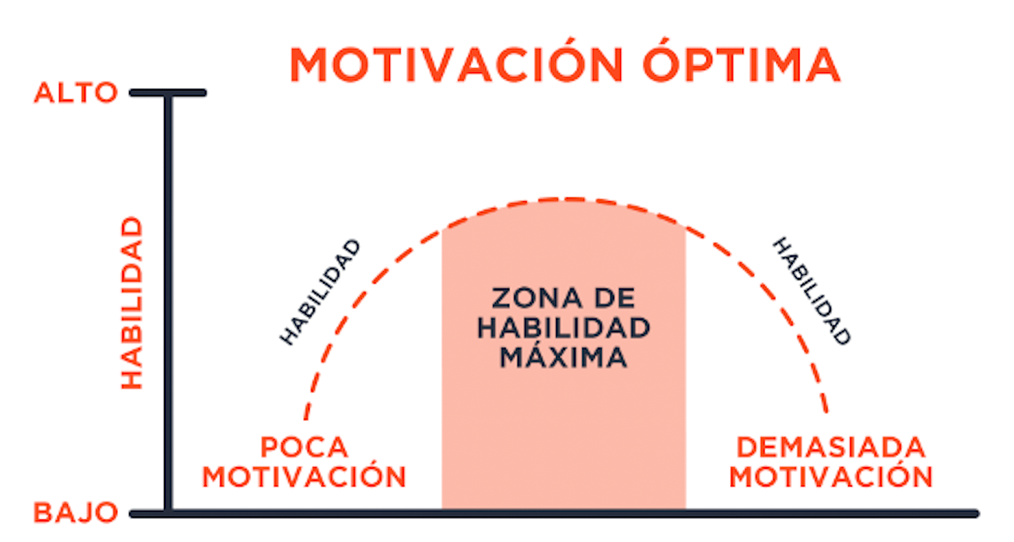 MOTIVACIÓN ÓPTIMA
ALTO
HABILIDAD
HABILIDAD
HABILIDAD
ZONA DE
HABILIDAD
MÁXIMA
POCA
MOTIVACIÓN
DEMASIADA
MOTIVACIÓN
BAJO